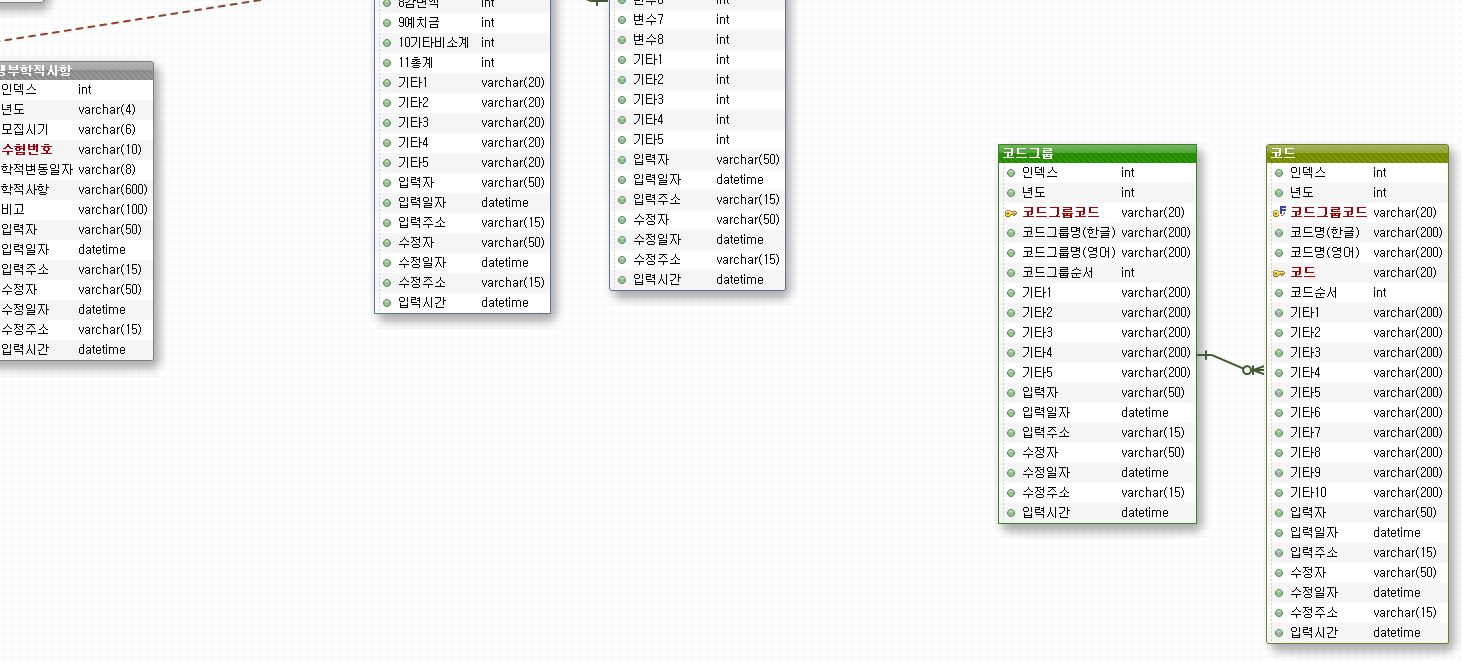 생부학적사항
인덱스 int
년도 varchar(4)
모집시기 varchar(6)
수험번호 varchar(10)
학적변동일자 varchar(8)
학적사항 varchar(600)
비고 varchar(100)
입력자 varchar(50)
입력일자 datetime
입력주소 varchar(15)
수정자 varchar(50)
수정일자 datetime
수정주소 varchar(15)
입력시간 datetime
8감면액 int
9예치금 int
10기타비소계 int
11총계 int
기타1 varchar(20)
기타2 varchar(20)
기타3 varchar(20)
기타4 varchar(20)
기타5 varchar(20)
입력자 varchar(50)
입력일자 datetime
입력주소 varchar(15)
수정자 varchar(50)
수정일자 datetime
수정주소 varchar(15)
입력시간 datetime
변수6 int
변수7 int
변수8 int
기타1 int
기타2 int
기타3 int
기타4 int
기타5 int
입력자 varchar(50)
입력일자 datetime
입력주소 varchar(15)
수정자 varchar(50)
수정일자 datetime
수정주소 varchar(15)
입력시간 datetime
코드그룹
인덱스 int
년도 int
코드그룹코드 varchar(20)
코드그룹명(한글) varchar(200)
코드그룹명(영어) varchar(200)
코드그룹순서 int
기타1 varchar(200)
기타2 varchar(200)
기타3 varchar(200)
기타4 varchar(200)
기타5 varchar(200)
입력자 varchar(50)
입력일자 datetime
입력주소 varchar(15)
수정자 varchar(50)
수정일자 datetime
수정주소 varchar(15)
입력시간 datetime
코드
인덱스 int
년도 int
코드그룹코드 varchar(20)
코드명(한글) varchar(200)
코드명(영어) varchar(200)
코드 varchar(20)
코드순서 int
기타1 varchar(200)
기타2 varchar(200)
기타3 varchar(200)
기타4 varchar(200)
기타5 varchar(200)
기타6 varchar(200)
기타7 varchar(200)
기타8 varchar(200)
기타9 varchar(200)
기타10 varchar(200)
입력자 varchar(50)
입력일자 datetime
입력주소 varchar(15)
수정자 varchar(50)
수정일자 datetime
수정주소 varchar(15)
입력시간 datetime